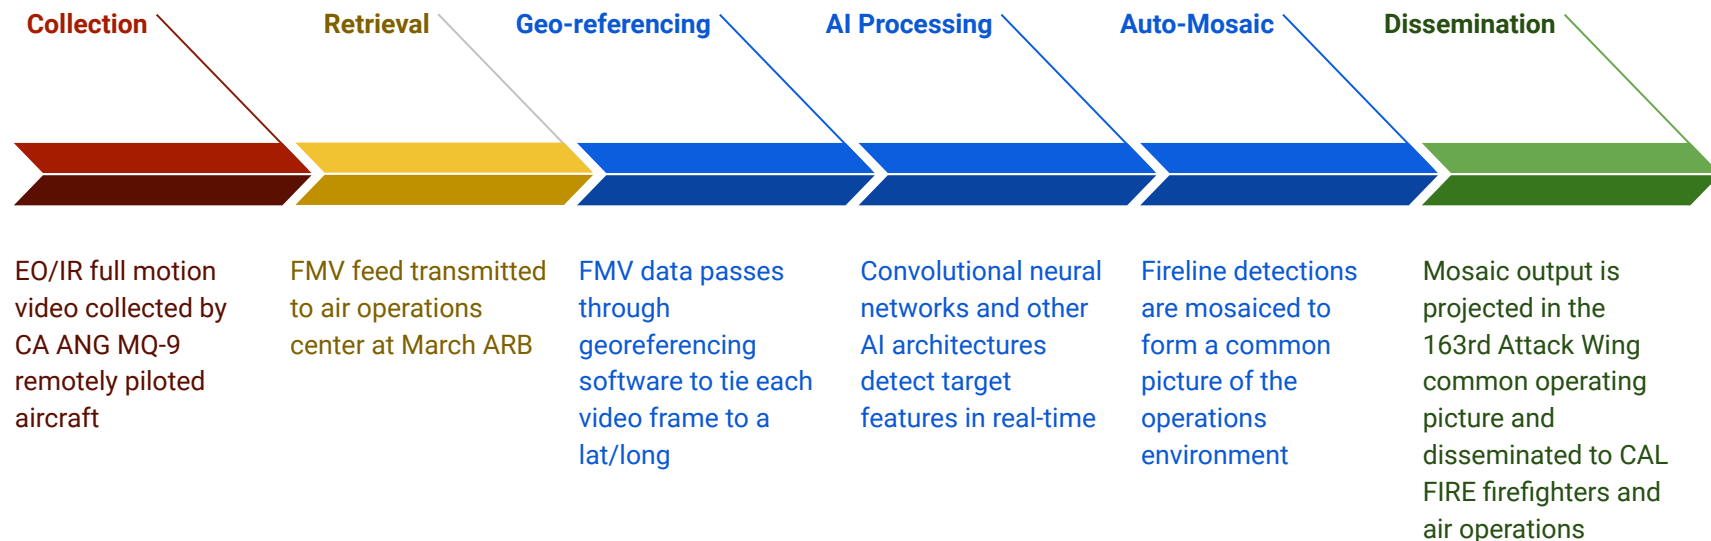 Collection
Retrieval
Geo-referencing
AI Processing
Auto-Mosaic
Dissemination
EO/IR full motion
video collected by
CA ANG MQ-9
remotely piloted
aircraft
FMV feed transmitted
to air operations
center at March ARB
FMV data passes
through
georeferencing
software to tie each
video frame to a
lat/long
Convolutional neural
networks and other
AI architectures
detect target
features in real-time
Fireline detections
are mosaiced to
form a common
picture of the
operations
environment
Mosaic output is
projected in the
163rd Attack Wing
common operating
picture and
disseminated to CAL
FIRE firefighters and
air operations